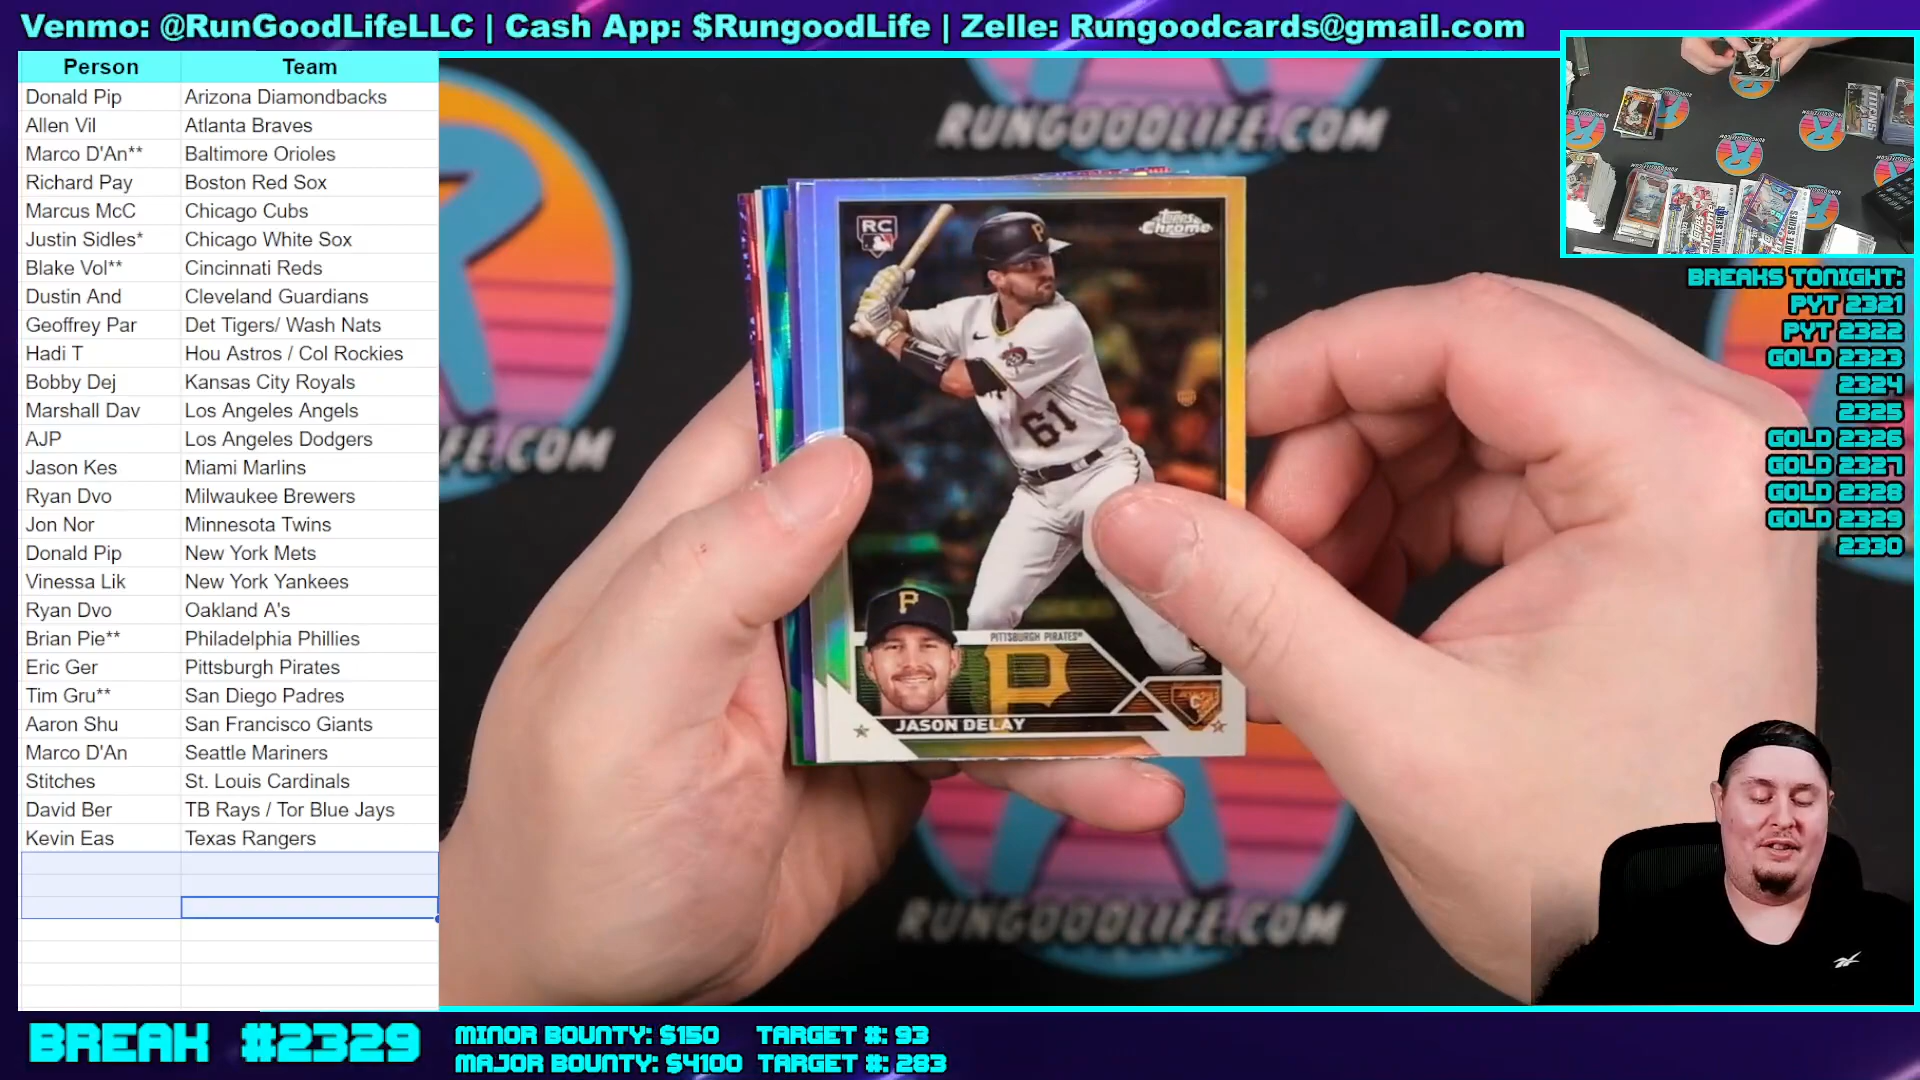 Venmo: @RunGoodLifeLLC | Cash App: $RungoodLife | Zelle: Rungoodcards@gmail.com
Person Team
Donald Pip Arizona Diamondbacks
Allen Vil Atlanta Braves
Marco D'An** Baltimore Orioles
Richard Pay Boston Red Sox
Marcus McC Chicago Cubs
Justin Sidles* Chicago White Sox
Blake Vol** Cincinnati Reds
Dustin And Cleveland Guardians
Geoffrey Par Det Tigers/ Wash Nats
Hadi T Hou Astros / Col Rockies
Bobby Dej Kansas City Royals
Marshall Dav Los Angeles Angels
AJP Los Angeles Dodgers
Jason Kes Miami Marlins
Ryan Dvo Milwaukee Brewers
Jon Nor Minnesota Twins
Donald Pip New York Mets
Vinessa Lik New York Yankees
Ryan Dvo Oakland A's
Brian Pie** Philadelphia Phillies
Eric Ger Pittsburgh Pirates
Tim Gru** San Diego Padres
Aaron Shu San Francisco Giants
Marco D'An Seattle Mariners
Stitches St. Louis Cardinals
David Ber TB Rays / Tor Blue Jays
Kevin Eas Texas Rangers
RUNGOODLIFE.COM
IFE.COM
RC
Topps Chrome
P
61
P
PITTSBURGH PIRATES
P
C
JASON DELAY
RUNGOODLIFE.COM
BREAKS TONIGHT:
PYT 2321
PYT 2322
GOLD 2323
2324
2325
GOLD 2326
GOLD 2327
GOLD 2328
GOLD 2329
2330
BREAK #2329
MINOR BOUNTY: $150 TARGET #: 93
MAJOR BOUNTY: $4100 TARGET #: 283